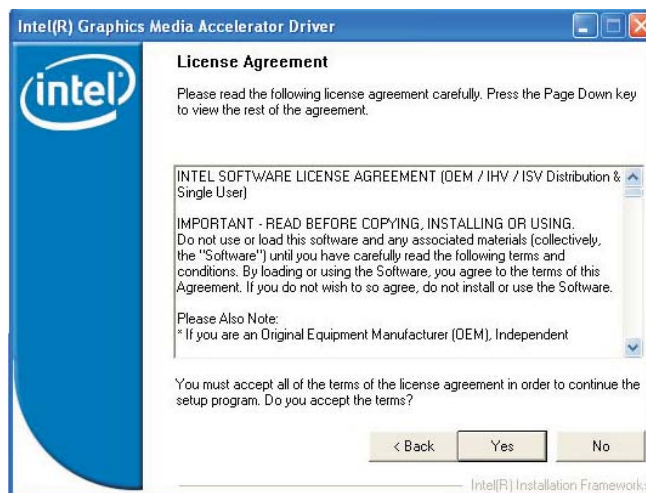 Intel(R) Graphics Media Accelerator Driver
intel
License Agreement
Please read the following license agreement carefully. Press the Page Down key
to view the rest of the agreement.
INTEL SOFTWARE LICENSE AGREEMENT (OEM / IHV / ISV Distribution &
Single User)
IMPORTANT - READ BEFORE COPYING, INSTALLING OR USING.
Do not use or load this software and any associated materials (collectively,
the "Software") until you have carefully read the following terms and
conditions. By loading or using the Software, you agree to the terms of this
Agreement. If you do not wish to so agree, do not install or use the Software.
Please Also Note:
* If you are an Original Equipment Manufacturer (OEM), Independent
You must accept all of the terms of the license agreement in order to continue the
setup program. Do you accept the terms?
< Back
Yes
No
Intel(R) Installation Frameworks